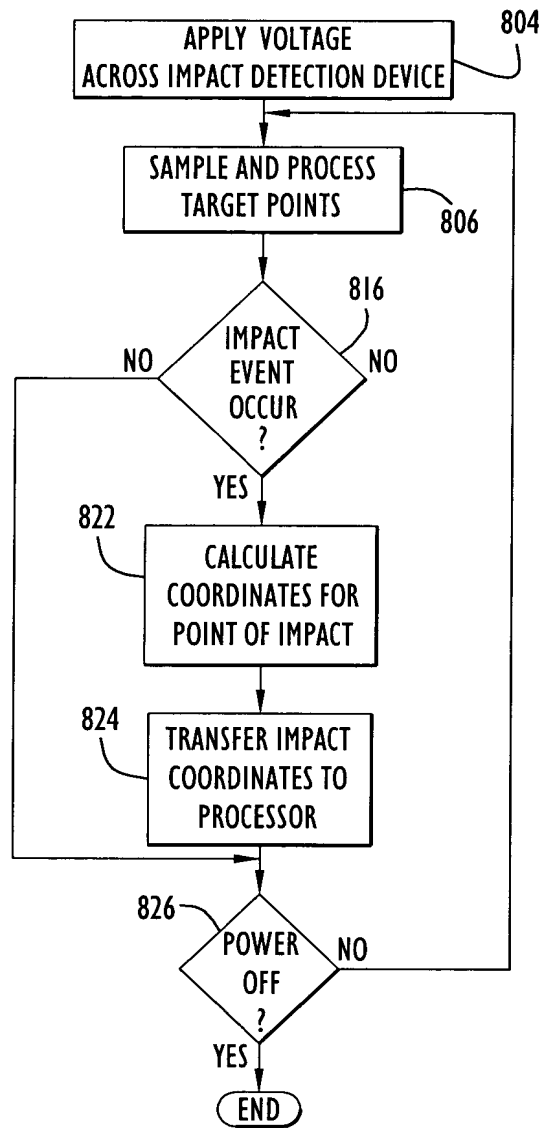 804
APPLY VOLTAGE
ACROSS IMPACT DETECTION DEVICE
SAMPLE AND PROCESS
TARGET POINTS
806
816
NO
IMPACT
EVENT
OCCUR
?
NO
YES
822
CALCULATE
COORDINATES FOR
POINT OF IMPACT
824
TRANSFER IMPACT
COORDINATES TO
PROCESSOR
826
POWER
OFF
?
NO
YES
END